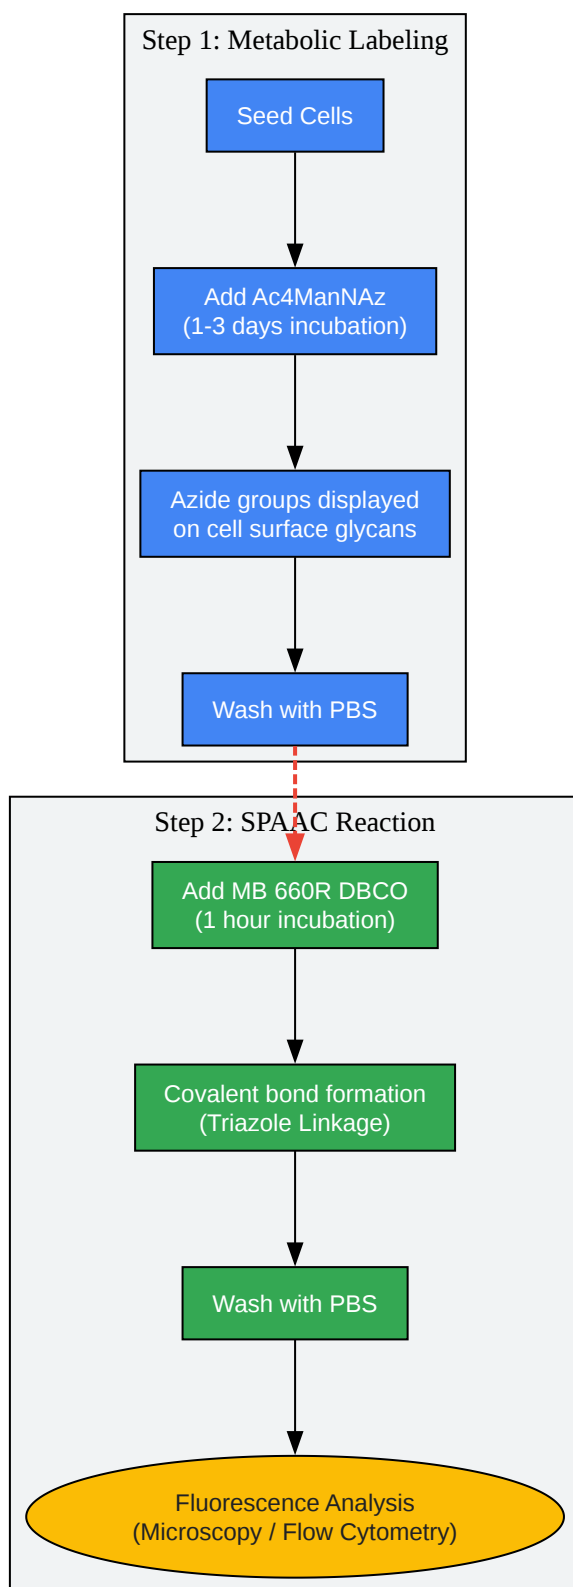 Step 1: Metabolic Labeling
Seed Cells
Add Ac4ManNAz
(1-3 days incubation)
Azide groups displayed
on cell surface glycans
Wash with PBS
Step 2: SPAAC Reaction
Add MB 660R DBCO
(1 hour incubation)
Covalent bond formation
(Triazole Linkage)
Wash with PBS
Fluorescence Analysis
(Microscopy / Flow Cytometry)